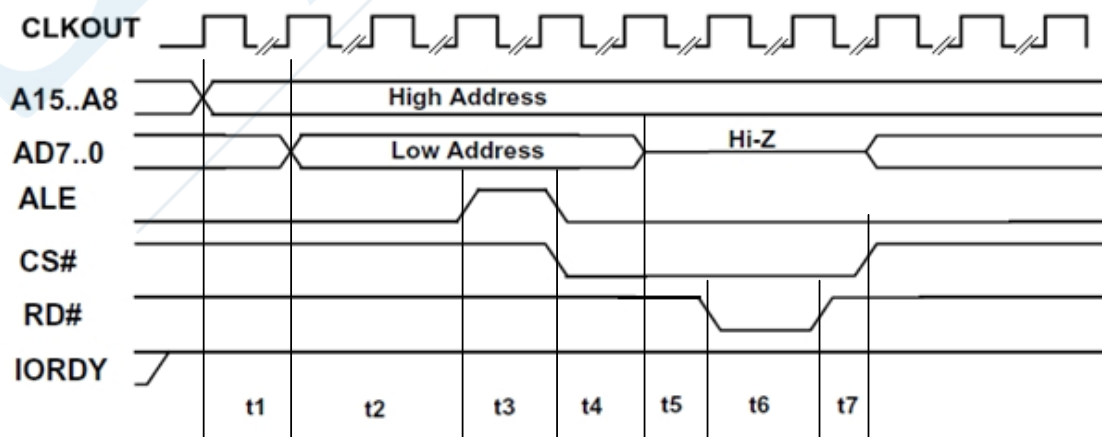 CLKOUT
A15..A8 High Address
AD7..0 Low Address Hi-Z
ALE
CS#
RD#
IORDY
t1 t2 t3 t4 t5 t6 t7